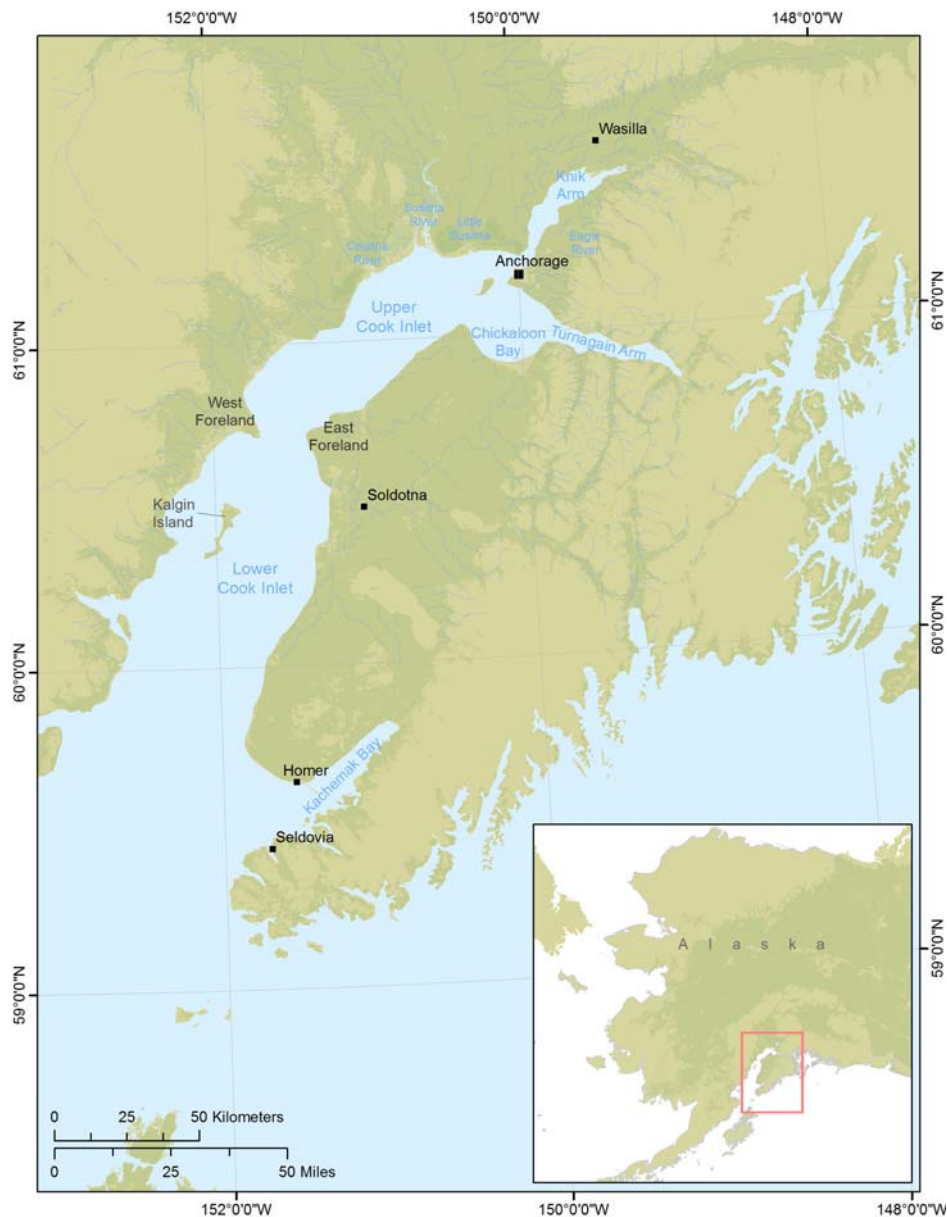 152°0'0"W
150°0'0"W
148°0'0"W
Wasilla
Knik
Arm
Susitna
River
Little
Susitna
Eagle
River
Chuitna
River
Anchorage
61°0'0"N
Upper
Cook Inlet
Chickaloon
Bay
Turnagain Arm
61°0'0"N
West
Foreland
East
Foreland
Soldotna
Kalgin
Island
Lower
Cook Inlet
60°0'0"N
60°0'0"N
Homer
Kachemak Bay
Seldovia
Alaska
59°0'0"N
59°0'0"N
0 25 50 Kilometers
0 25 50 Miles
152°0'0"W
150°0'0"W
148°0'0"W